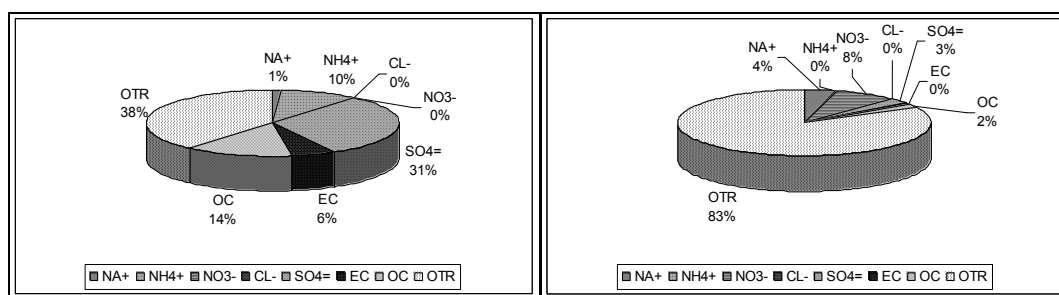 NA+
1%
NH4+
10%
CL-
0%
NO3-
0%
SO4=
31%
EC
6%
OC
14%
OTR
38%
NA+ NH4+ NO3- CL- SO4= EC OC OTR
NA+
4%
NH4+
0%
NO3-
8%
CL-
0%
SO4=
3%
EC
0%
OC
2%
OTR
83%
NA+ NH4+ NO3- CL- SO4= EC OC OTR